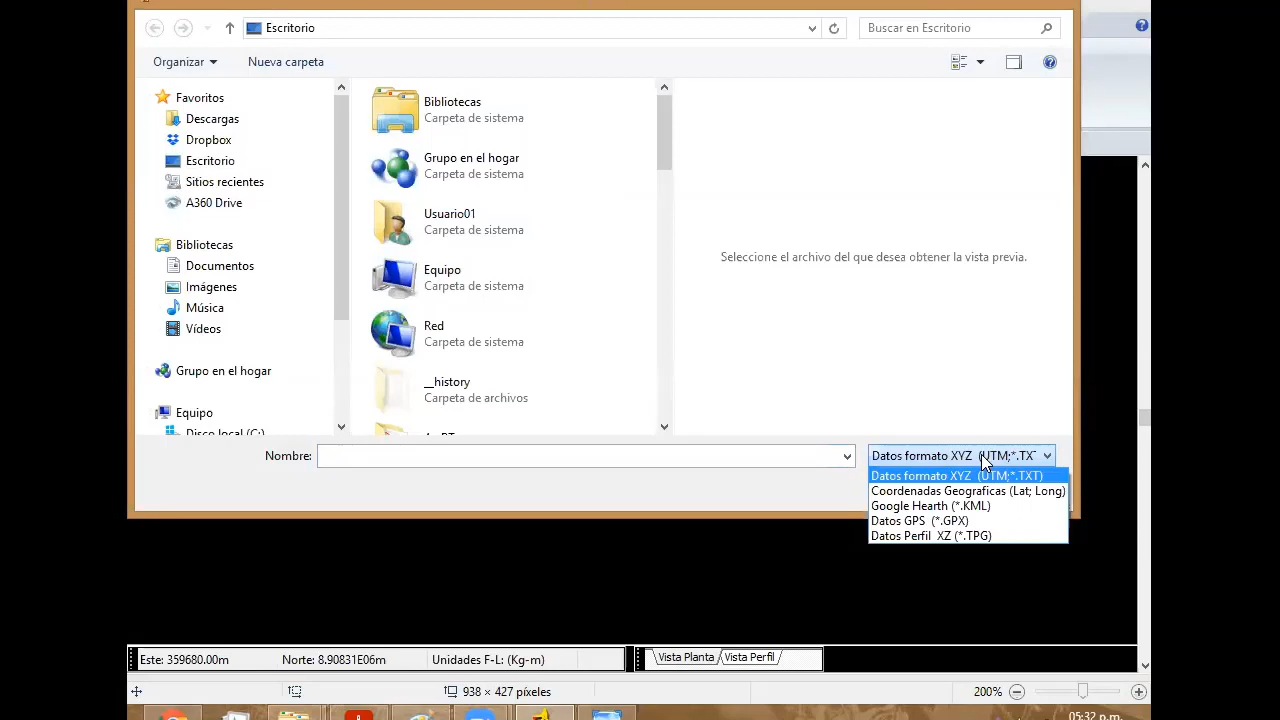 Escritorio
Buscar en Escritorio
Organizar
Nueva carpeta
Favoritos
Descargas
Dropbox
Escritorio
Sitios recientes
A360 Drive
Bibliotecas
Documentos
Imágenes
Música
Vídeos
Grupo en el hogar
Equipo
Disco local (C:)
Bibliotecas
Carpeta de sistema
Grupo en el hogar
Carpeta de sistema
Usuario01
Carpeta de sistema
Equipo
Carpeta de sistema
Red
Carpeta de sistema
__history
Carpeta de archivos
Seleccione el archivo del que desea obtener la vista previa.
Nombre:
Datos formato XYZ (UTM;*.TXT
Datos formato XYZ (UTM;*.TXT)
Coordenadas Geograficas (Lat; Long)
Google Hearth (*.KML)
Datos GPS (*.GPX)
Datos Perfil XZ (*.TPG)
Este: 359680.00m
Norte: 8.90831E06m
Unidades F-L: (Kg-m)
Vista Planta
Vista Perfil
938 × 427 píxeles
200%
05:32 p.m.